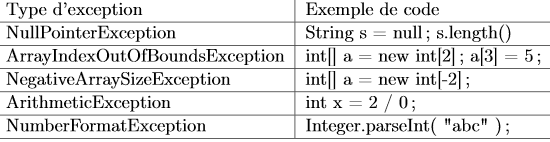 Type d'exception Exemple de code
NullPointerException String s = null ; s.length()
ArrayIndexOutOfBoundsException int[] a = new int[2] ; a[3] = 5 ;
NegativeArraySizeException int[] a = new int[-2] ;
ArithmeticException int x = 2 / 0 ;
NumberFormatException Integer.parseInt( "abc" ) ;